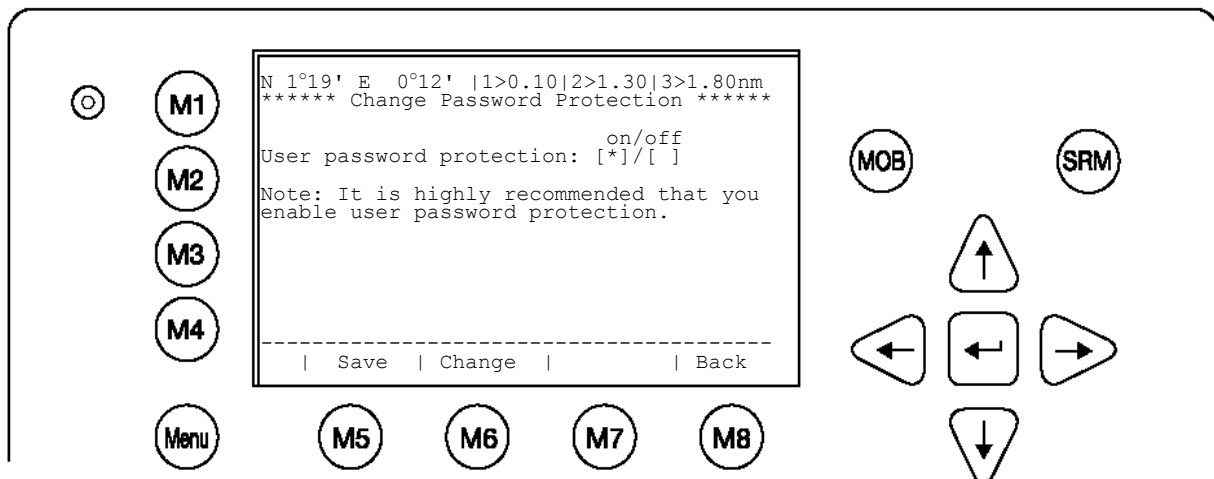 N 1°19' E 0°12' |1>0.10|2>1.30|3>1.80nm
****** Change Password Protection ******
on/off
User password protection: [*]/[ ]
Note: It is highly recommended that you
enable user password protection.
----------------------------------------
| Save | Change | | Back
M1
M2
M3
M4
Menu
M5
M6
M7
M8
MOB
SRM